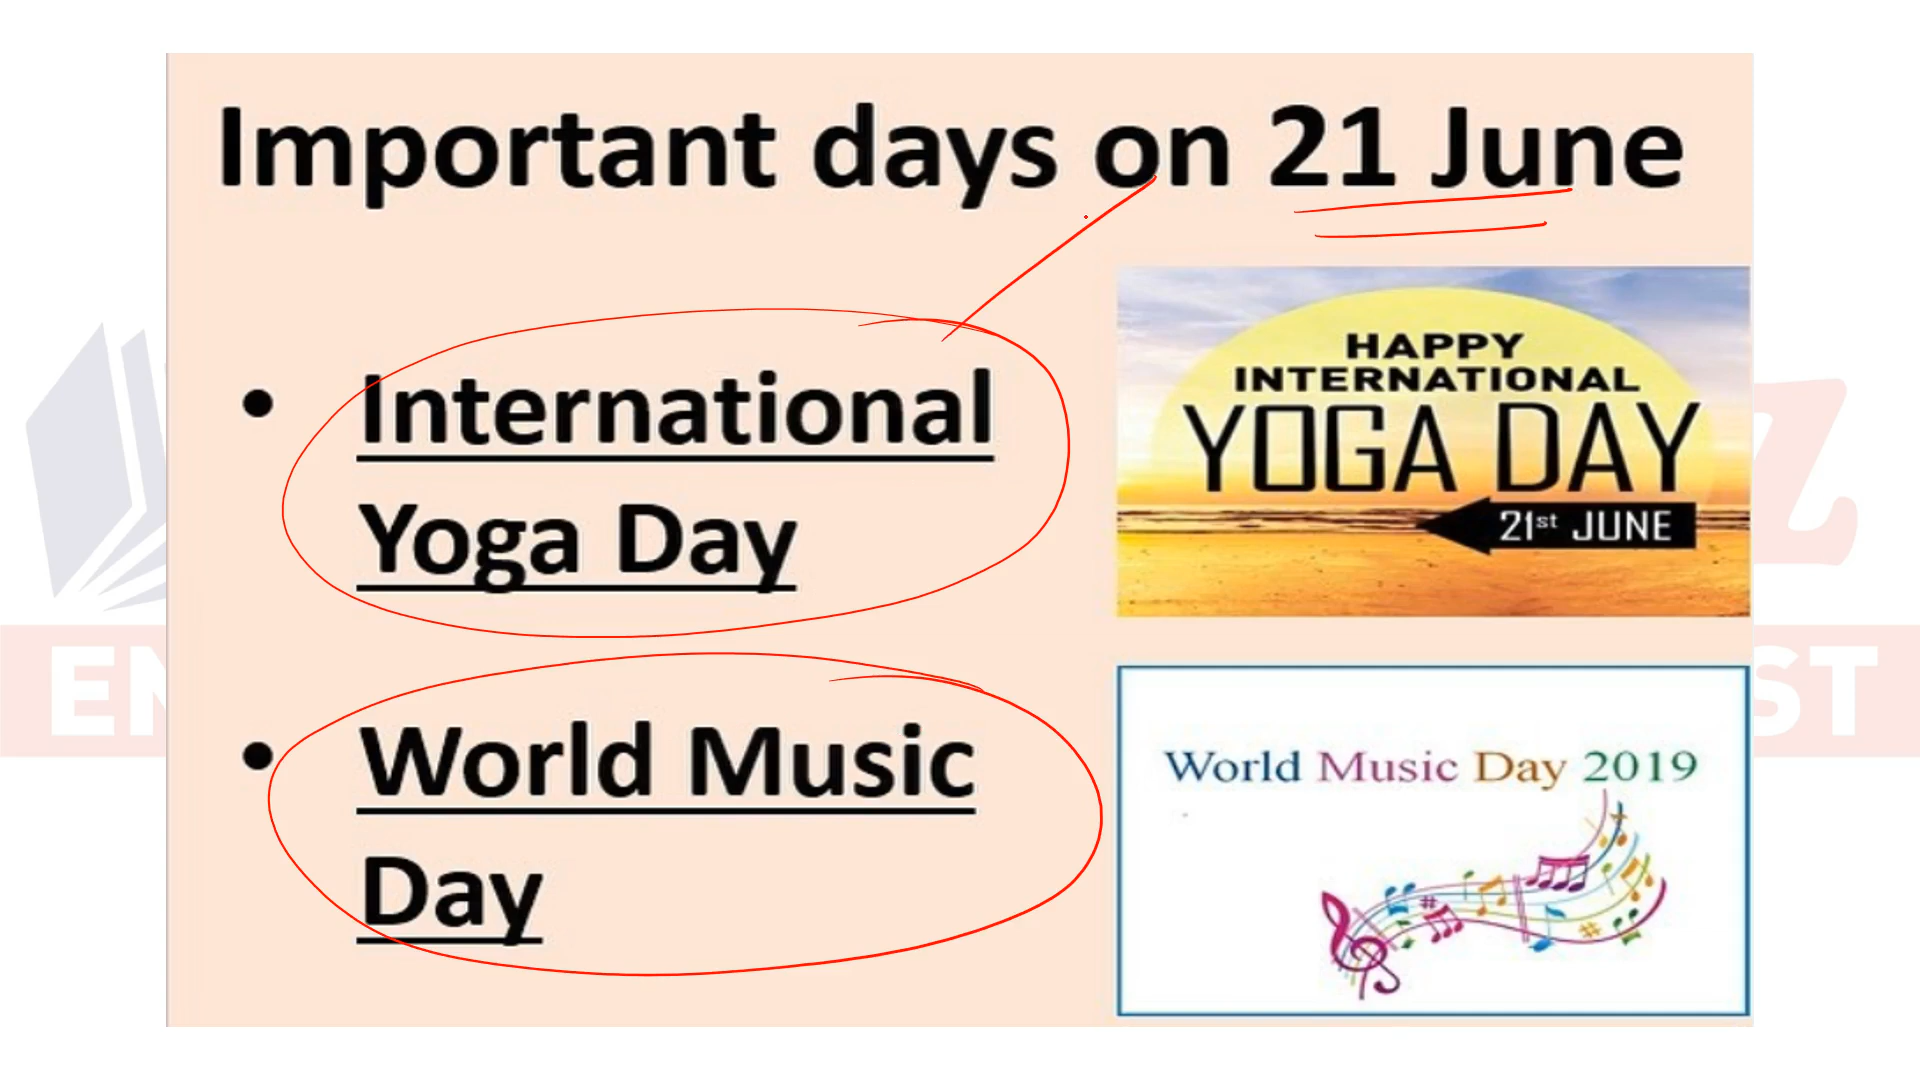 Important days on 21 June
• International
Yoga Day
• World Music
Day
HAPPY
INTERNATIONAL
YOGA DAY
21st JUNE
World Music Day 2019